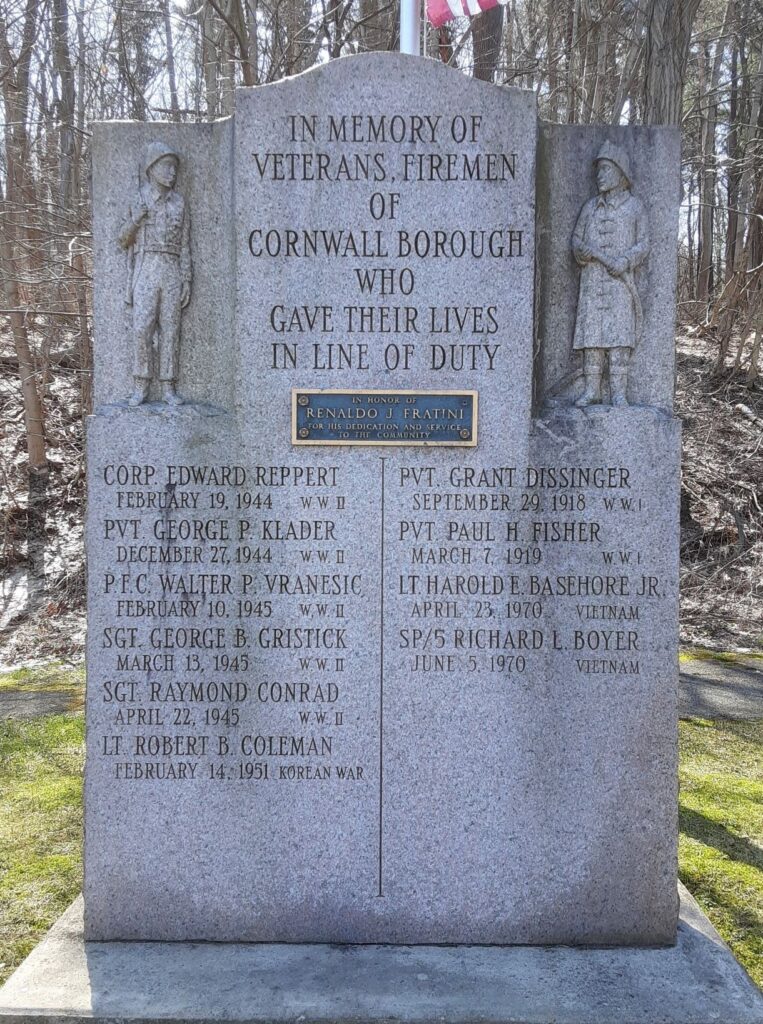 IN MEMORY OF
VETERANS, FIREMEN
OF
CORNWALL BOROUGH
WHO
GAVE THEIR LIVES
IN LINE OF DUTY
IN HONOR OF
RENALDO J. FRATINI
FOR HIS DEDICATION AND SERVICE
TO THE COMMUNITY
CORP. EDWARD REPPERT
FEBRUARY 19, 1944 W.W. II
PVT. GEORGE P. KLADER
DECEMBER 27, 1944 W.W. II
P.F.C. WALTER P. VRANESIC
FEBRUARY 10, 1945 W.W. II
SGT. GEORGE B. GRISTICK
MARCH 13, 1945 W.W. II
SGT. RAYMOND CONRAD
APRIL 22, 1945 W.W. II
LT. ROBERT B. COLEMAN
FEBRUARY 14, 1951 KOREAN WAR
PVT. GRANT DISSINGER
SEPTEMBER 29, 1918 W.W. I
PVT. PAUL H. FISHER
MARCH 7, 1919 W.W. I
LT. HAROLD E. BASEHORE JR.
APRIL 23, 1970 VIETNAM
SP/5 RICHARD L. BOYER
JUNE 5, 1970 VIETNAM